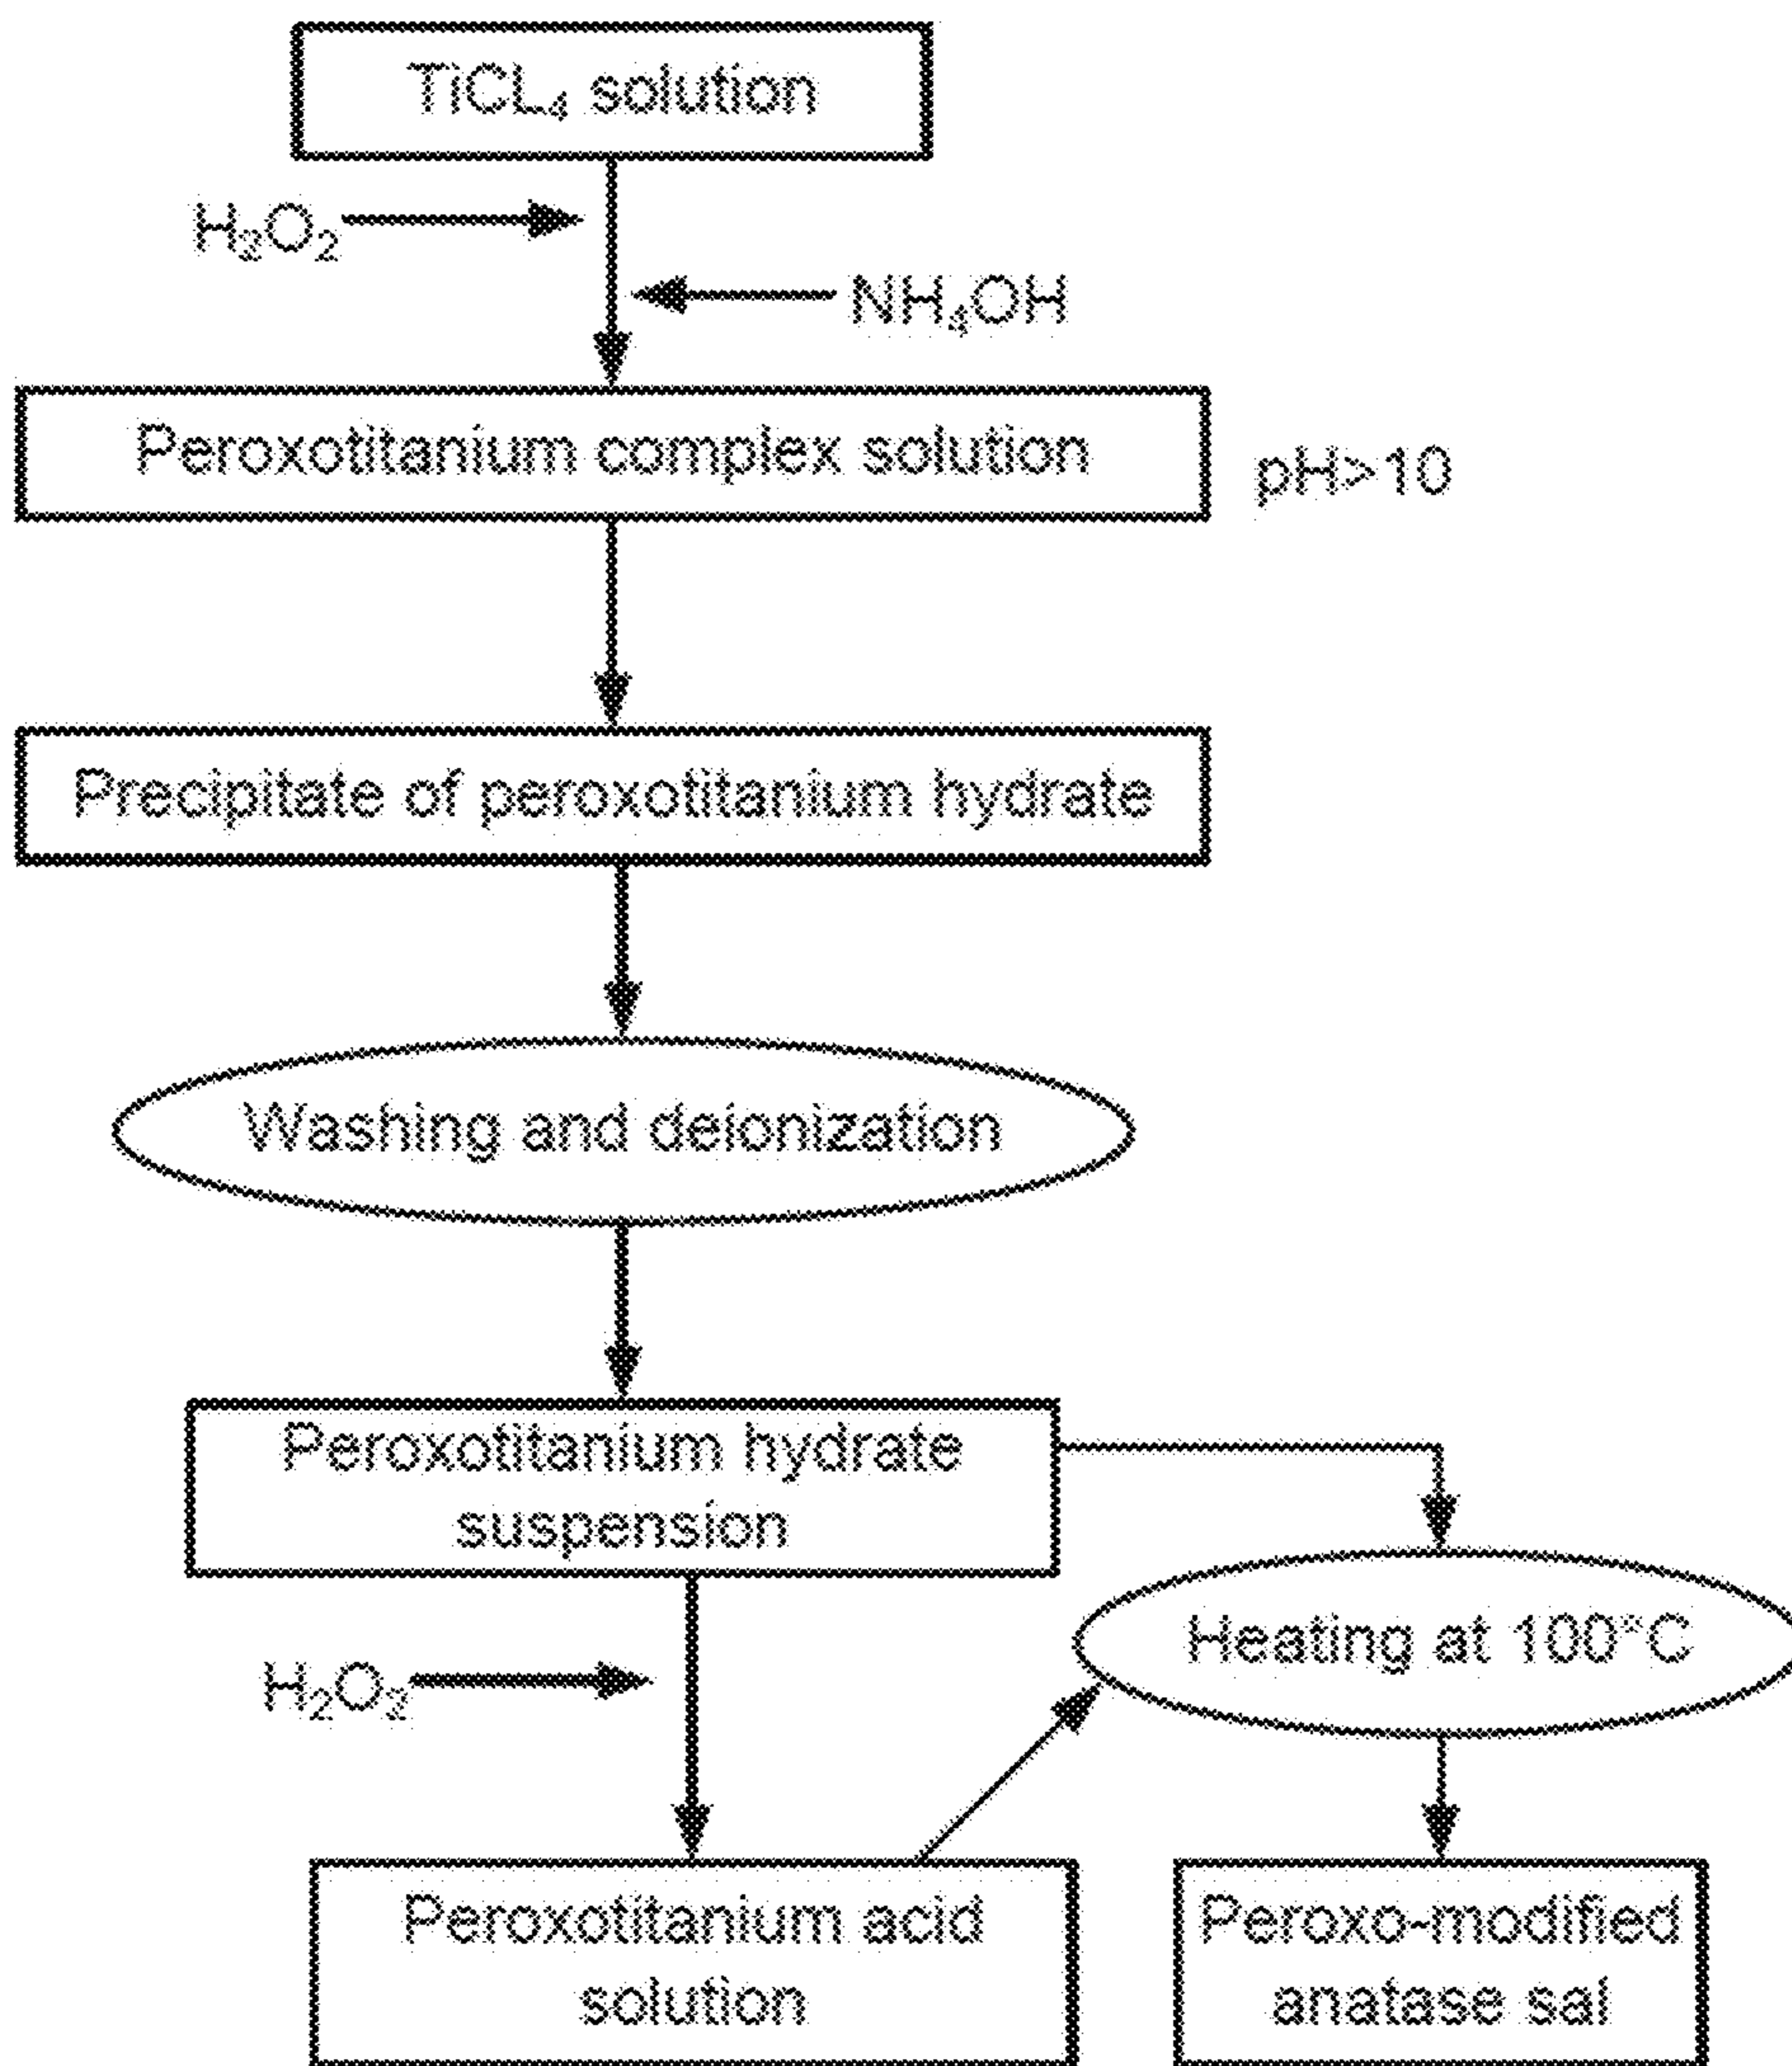 TiCL₄ solution
H₂O₂
NH₄OH
Peroxotitanium complex solution
pH>10
Precipitate of peroxotitanium hydrate
Washing and deionization
Peroxotitanium hydrate
suspension
Heating at 100°C
H₂O₂
Peroxotitanium acid
solution
Peroxo-modified
anatase sal